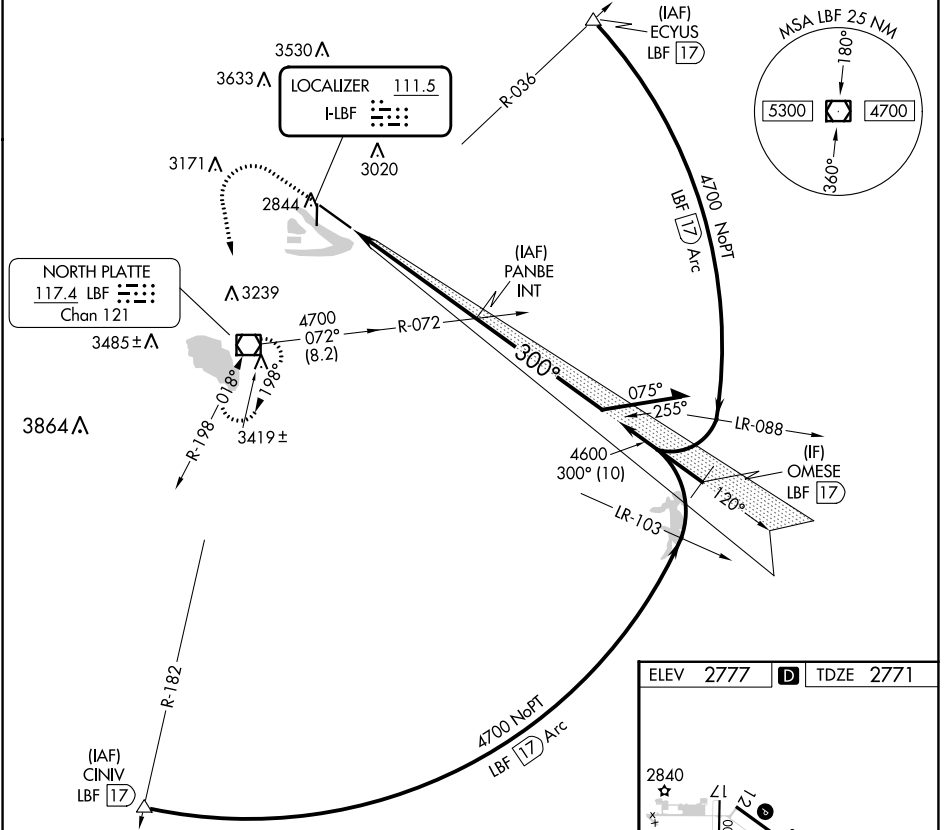 (IAF)
ECYUS
LBF 17
MSA LBF 25 NM
180°
5300
4700
360°
3530
3633
LOCALIZER 111.5
I-LBF
3020
R-036
3171
2844
4700 NoPT
LBF 17 Arc
(IAF)
PANBE
INT
NORTH PLATTE
117.4 LBF
Chan 121
3239
3485±
4700
072°
(8.2)
R-072
300°
018°
198°
R-198
3419±
3864
075°
255°
LR-088
4600
300° (10)
(IF)
OMESE
LBF 17
120°
LR-103
R-182
4700 NoPT
LBF 17 Arc
(IAF)
CINIV
LBF 17
ELEV 2777 D TDZE 2771
2840
17
12
P